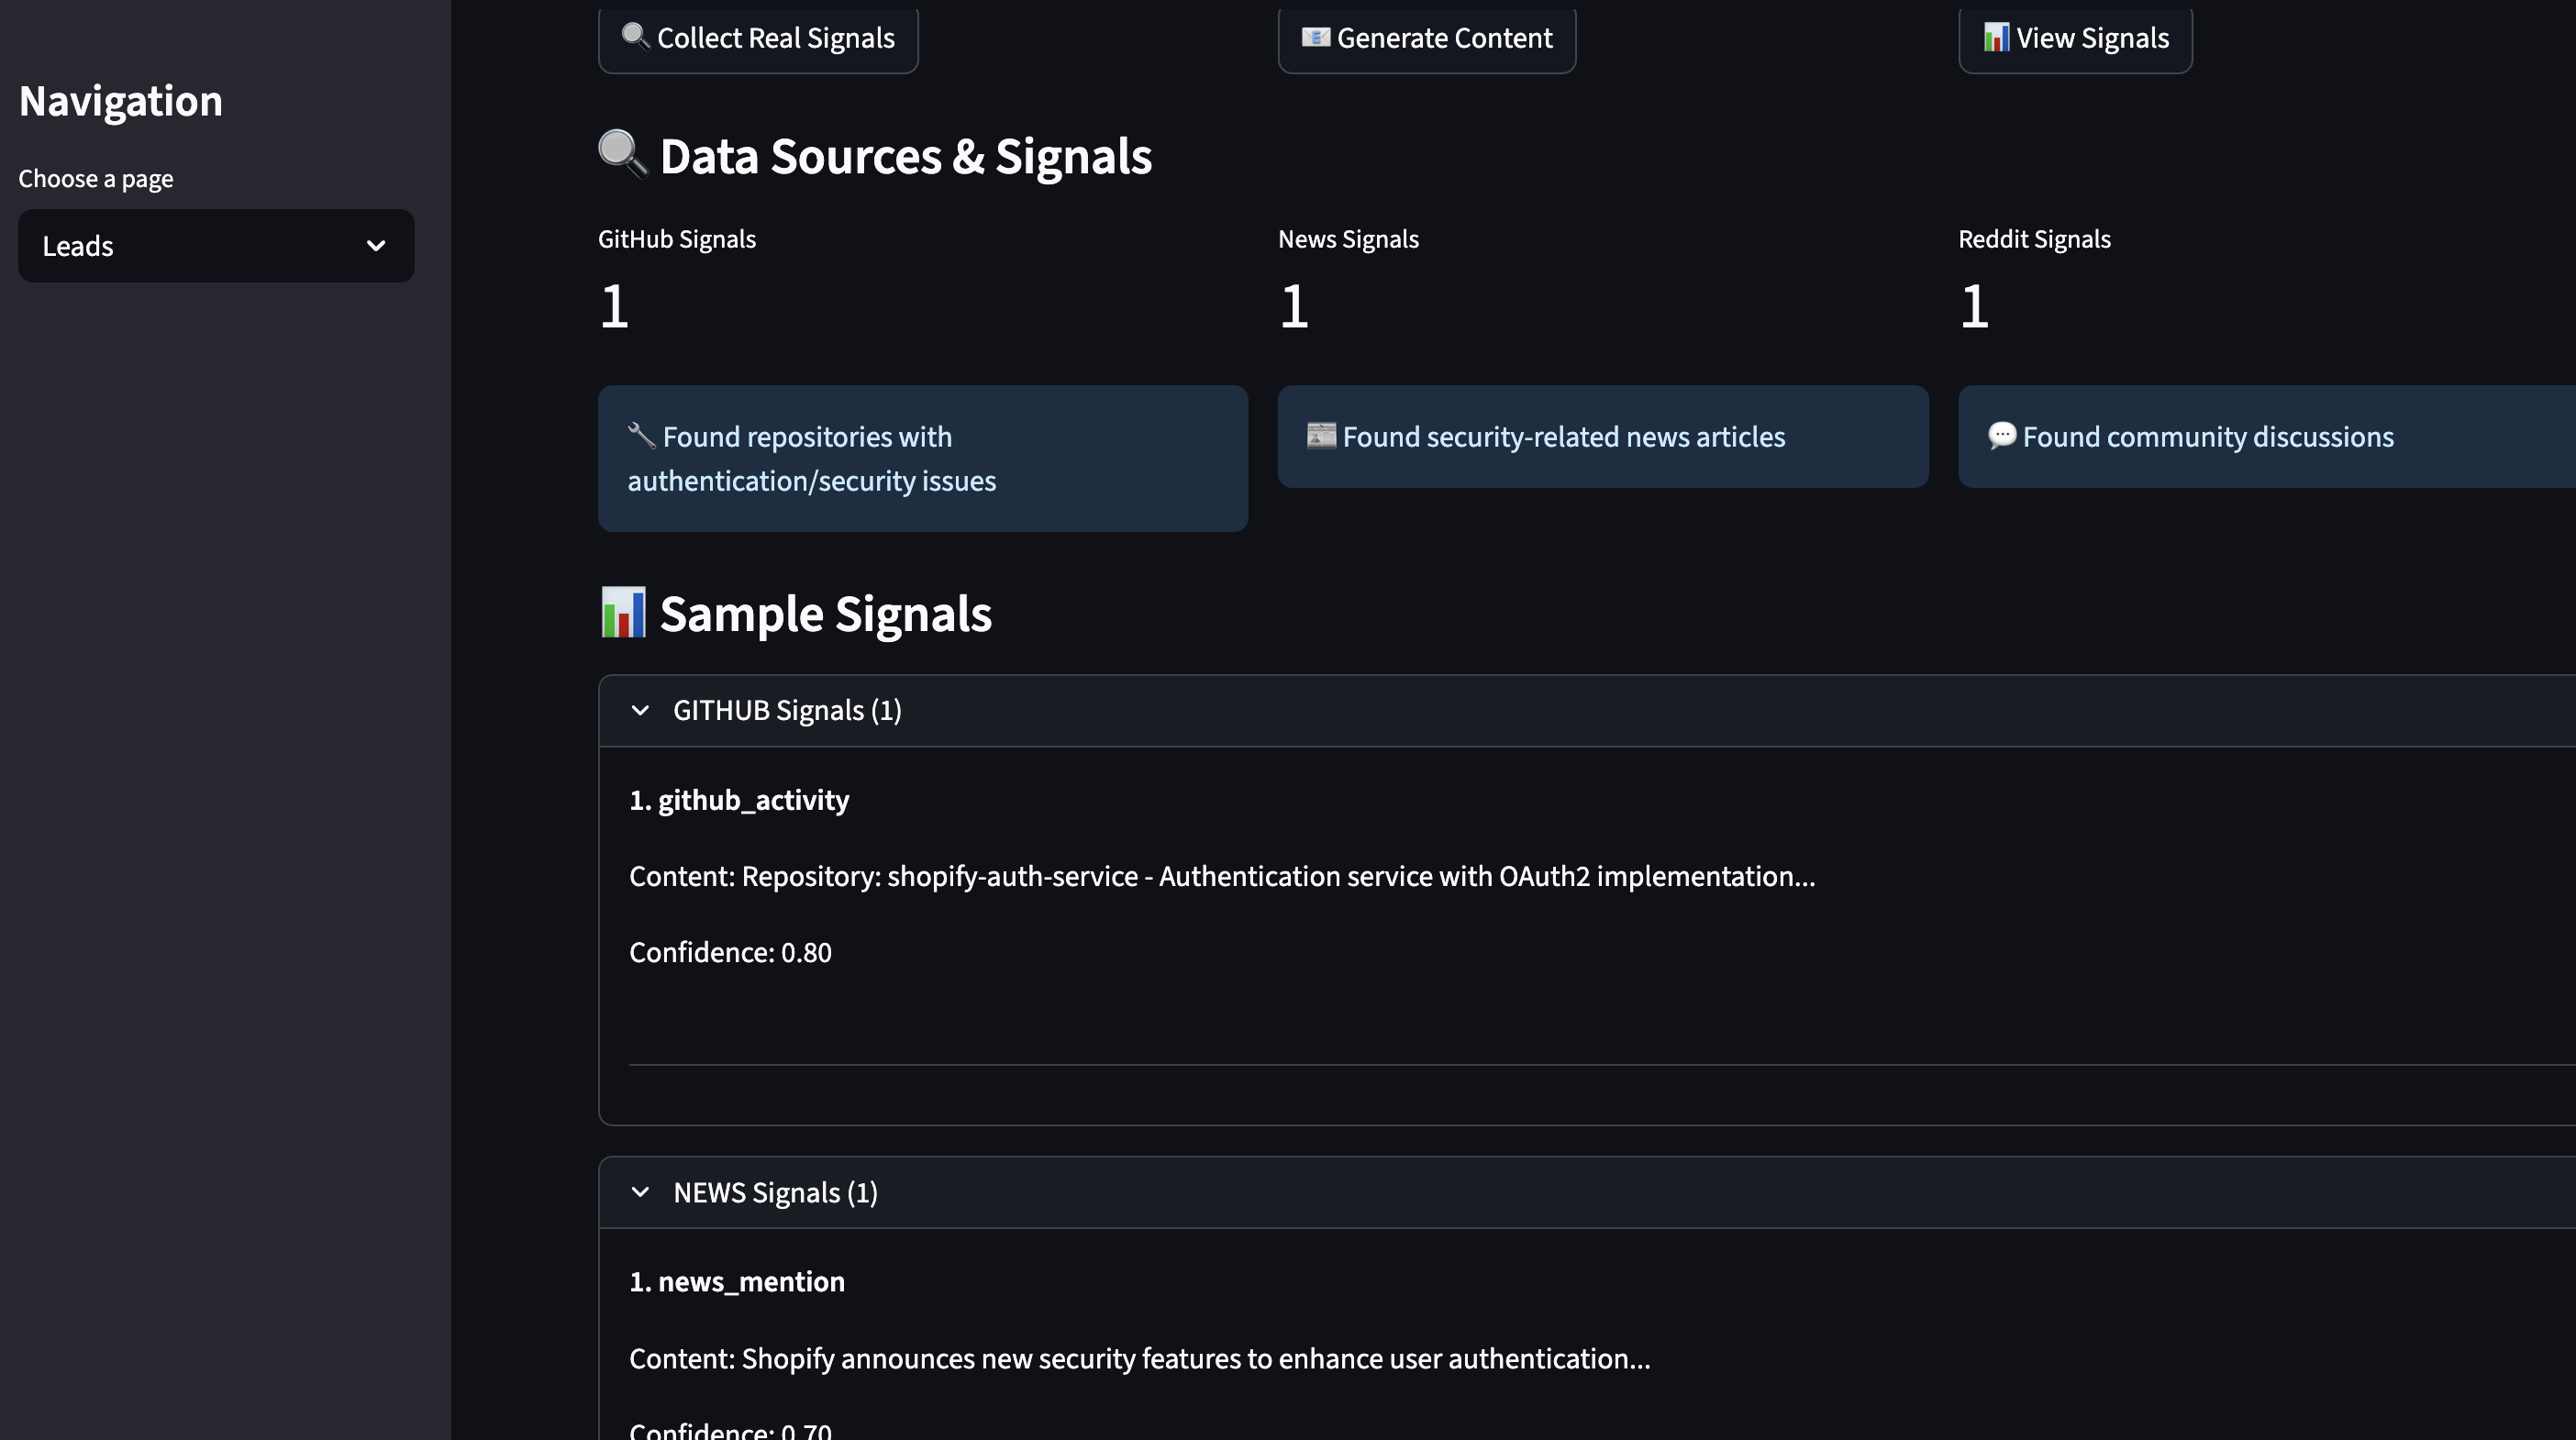 Navigation
Choose a page
Leads
Collect Real Signals
Generate Content
View Signals
Data Sources & Signals
GitHub Signals
1
News Signals
1
Reddit Signals
1
Found repositories with
authentication/security issues
Found security-related news articles
Found community discussions
Sample Signals
GITHUB Signals (1)
1. github_activity
Content: Repository: shopify-auth-service - Authentication service with OAuth2 implementation...
Confidence: 0.80
NEWS Signals (1)
1. news_mention
Content: Shopify announces new security features to enhance user authentication...
Confidence: 0.70